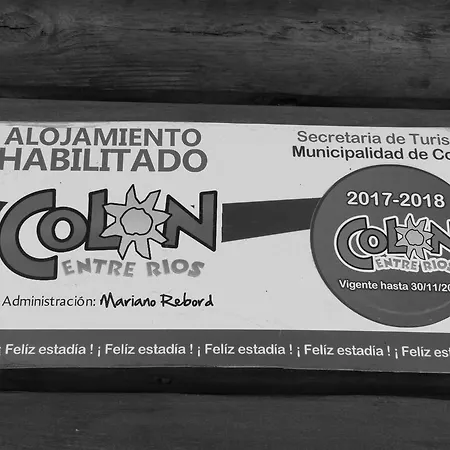 ALOJAMIENTO
HABILITADO
COLON
ENTRE RIOS
Administración: Mariano Rebord
Secretaria de Turis
Municipalidad de Co
2017-2018
COLON
ENTRE RIOS
Vigente hasta 30/11/20
¡ Felíz estadía ! ¡ Felíz estadía ! ¡ Felíz estadía ! ¡ Felíz estadía ! ¡ Felíz esta